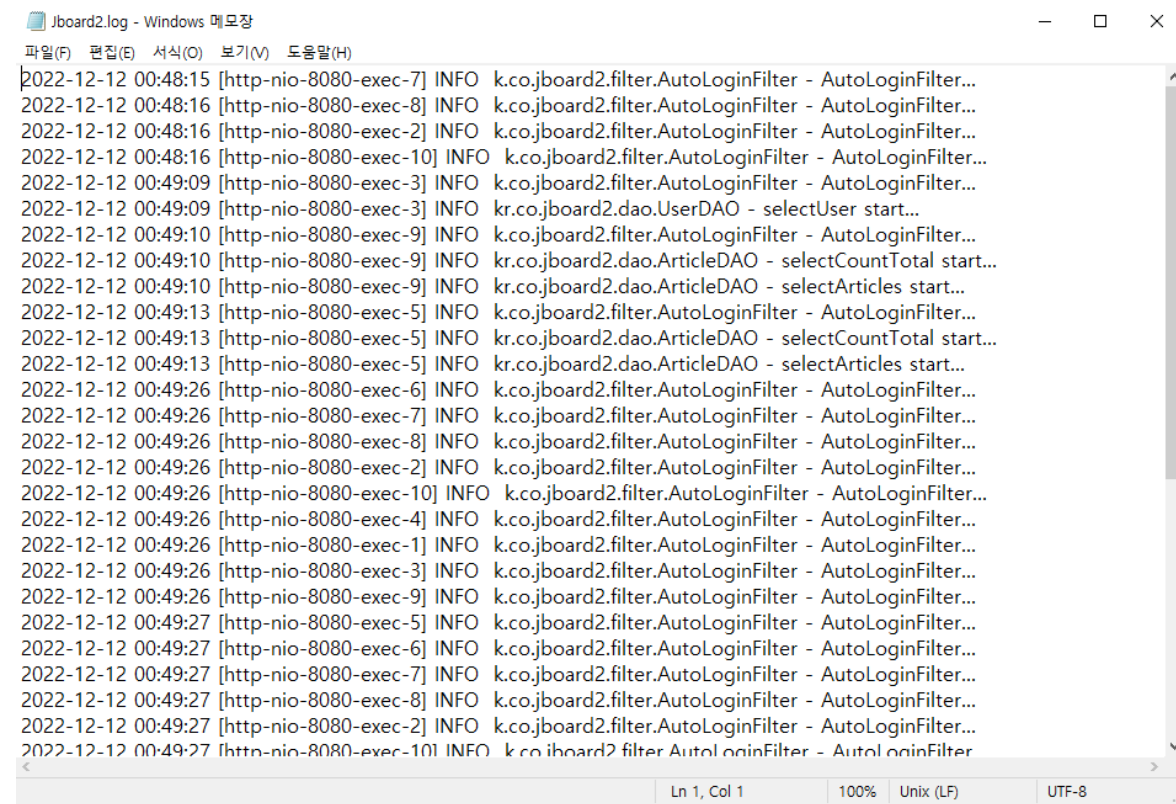 Jboard2.log - Windows 메모장
파일(F) 편집(E) 서식(O) 보기(V) 도움말(H)
2022-12-12 00:48:15 [http-nio-8080-exec-7] INFO  k.co.jboard2.filter.AutoLoginFilter - AutoLoginFilter...
2022-12-12 00:48:16 [http-nio-8080-exec-8] INFO  k.co.jboard2.filter.AutoLoginFilter - AutoLoginFilter...
2022-12-12 00:48:16 [http-nio-8080-exec-2] INFO  k.co.jboard2.filter.AutoLoginFilter - AutoLoginFilter...
2022-12-12 00:48:16 [http-nio-8080-exec-10] INFO  k.co.jboard2.filter.AutoLoginFilter - AutoLoginFilter...
2022-12-12 00:49:09 [http-nio-8080-exec-3] INFO  k.co.jboard2.filter.AutoLoginFilter - AutoLoginFilter...
2022-12-12 00:49:09 [http-nio-8080-exec-3] INFO  kr.co.jboard2.dao.UserDAO - selectUser start...
2022-12-12 00:49:10 [http-nio-8080-exec-9] INFO  k.co.jboard2.filter.AutoLoginFilter - AutoLoginFilter...
2022-12-12 00:49:10 [http-nio-8080-exec-9] INFO  kr.co.jboard2.dao.ArticleDAO - selectCountTotal start...
2022-12-12 00:49:10 [http-nio-8080-exec-9] INFO  kr.co.jboard2.dao.ArticleDAO - selectArticles start...
2022-12-12 00:49:13 [http-nio-8080-exec-5] INFO  k.co.jboard2.filter.AutoLoginFilter - AutoLoginFilter...
2022-12-12 00:49:13 [http-nio-8080-exec-5] INFO  kr.co.jboard2.dao.ArticleDAO - selectCountTotal start...
2022-12-12 00:49:13 [http-nio-8080-exec-5] INFO  kr.co.jboard2.dao.ArticleDAO - selectArticles start...
2022-12-12 00:49:26 [http-nio-8080-exec-6] INFO  k.co.jboard2.filter.AutoLoginFilter - AutoLoginFilter...
2022-12-12 00:49:26 [http-nio-8080-exec-7] INFO  k.co.jboard2.filter.AutoLoginFilter - AutoLoginFilter...
2022-12-12 00:49:26 [http-nio-8080-exec-8] INFO  k.co.jboard2.filter.AutoLoginFilter - AutoLoginFilter...
2022-12-12 00:49:26 [http-nio-8080-exec-2] INFO  k.co.jboard2.filter.AutoLoginFilter - AutoLoginFilter...
2022-12-12 00:49:26 [http-nio-8080-exec-10] INFO  k.co.jboard2.filter.AutoLoginFilter - AutoLoginFilter...
2022-12-12 00:49:26 [http-nio-8080-exec-4] INFO  k.co.jboard2.filter.AutoLoginFilter - AutoLoginFilter...
2022-12-12 00:49:26 [http-nio-8080-exec-1] INFO  k.co.jboard2.filter.AutoLoginFilter - AutoLoginFilter...
2022-12-12 00:49:26 [http-nio-8080-exec-3] INFO  k.co.jboard2.filter.AutoLoginFilter - AutoLoginFilter...
2022-12-12 00:49:26 [http-nio-8080-exec-9] INFO  k.co.jboard2.filter.AutoLoginFilter - AutoLoginFilter...
2022-12-12 00:49:27 [http-nio-8080-exec-5] INFO  k.co.jboard2.filter.AutoLoginFilter - AutoLoginFilter...
2022-12-12 00:49:27 [http-nio-8080-exec-6] INFO  k.co.jboard2.filter.AutoLoginFilter - AutoLoginFilter...
2022-12-12 00:49:27 [http-nio-8080-exec-7] INFO  k.co.jboard2.filter.AutoLoginFilter - AutoLoginFilter...
2022-12-12 00:49:27 [http-nio-8080-exec-8] INFO  k.co.jboard2.filter.AutoLoginFilter - AutoLoginFilter...
2022-12-12 00:49:27 [http-nio-8080-exec-2] INFO  k.co.jboard2.filter.AutoLoginFilter - AutoLoginFilter...
2022-12-12 00:49:27 [http-nio-8080-exec-10] INFO  k.co.jboard2.filter.AutoLoginFilter - AutoLoginFilter
Ln 1, Col 1 100% Unix (LF) UTF-8